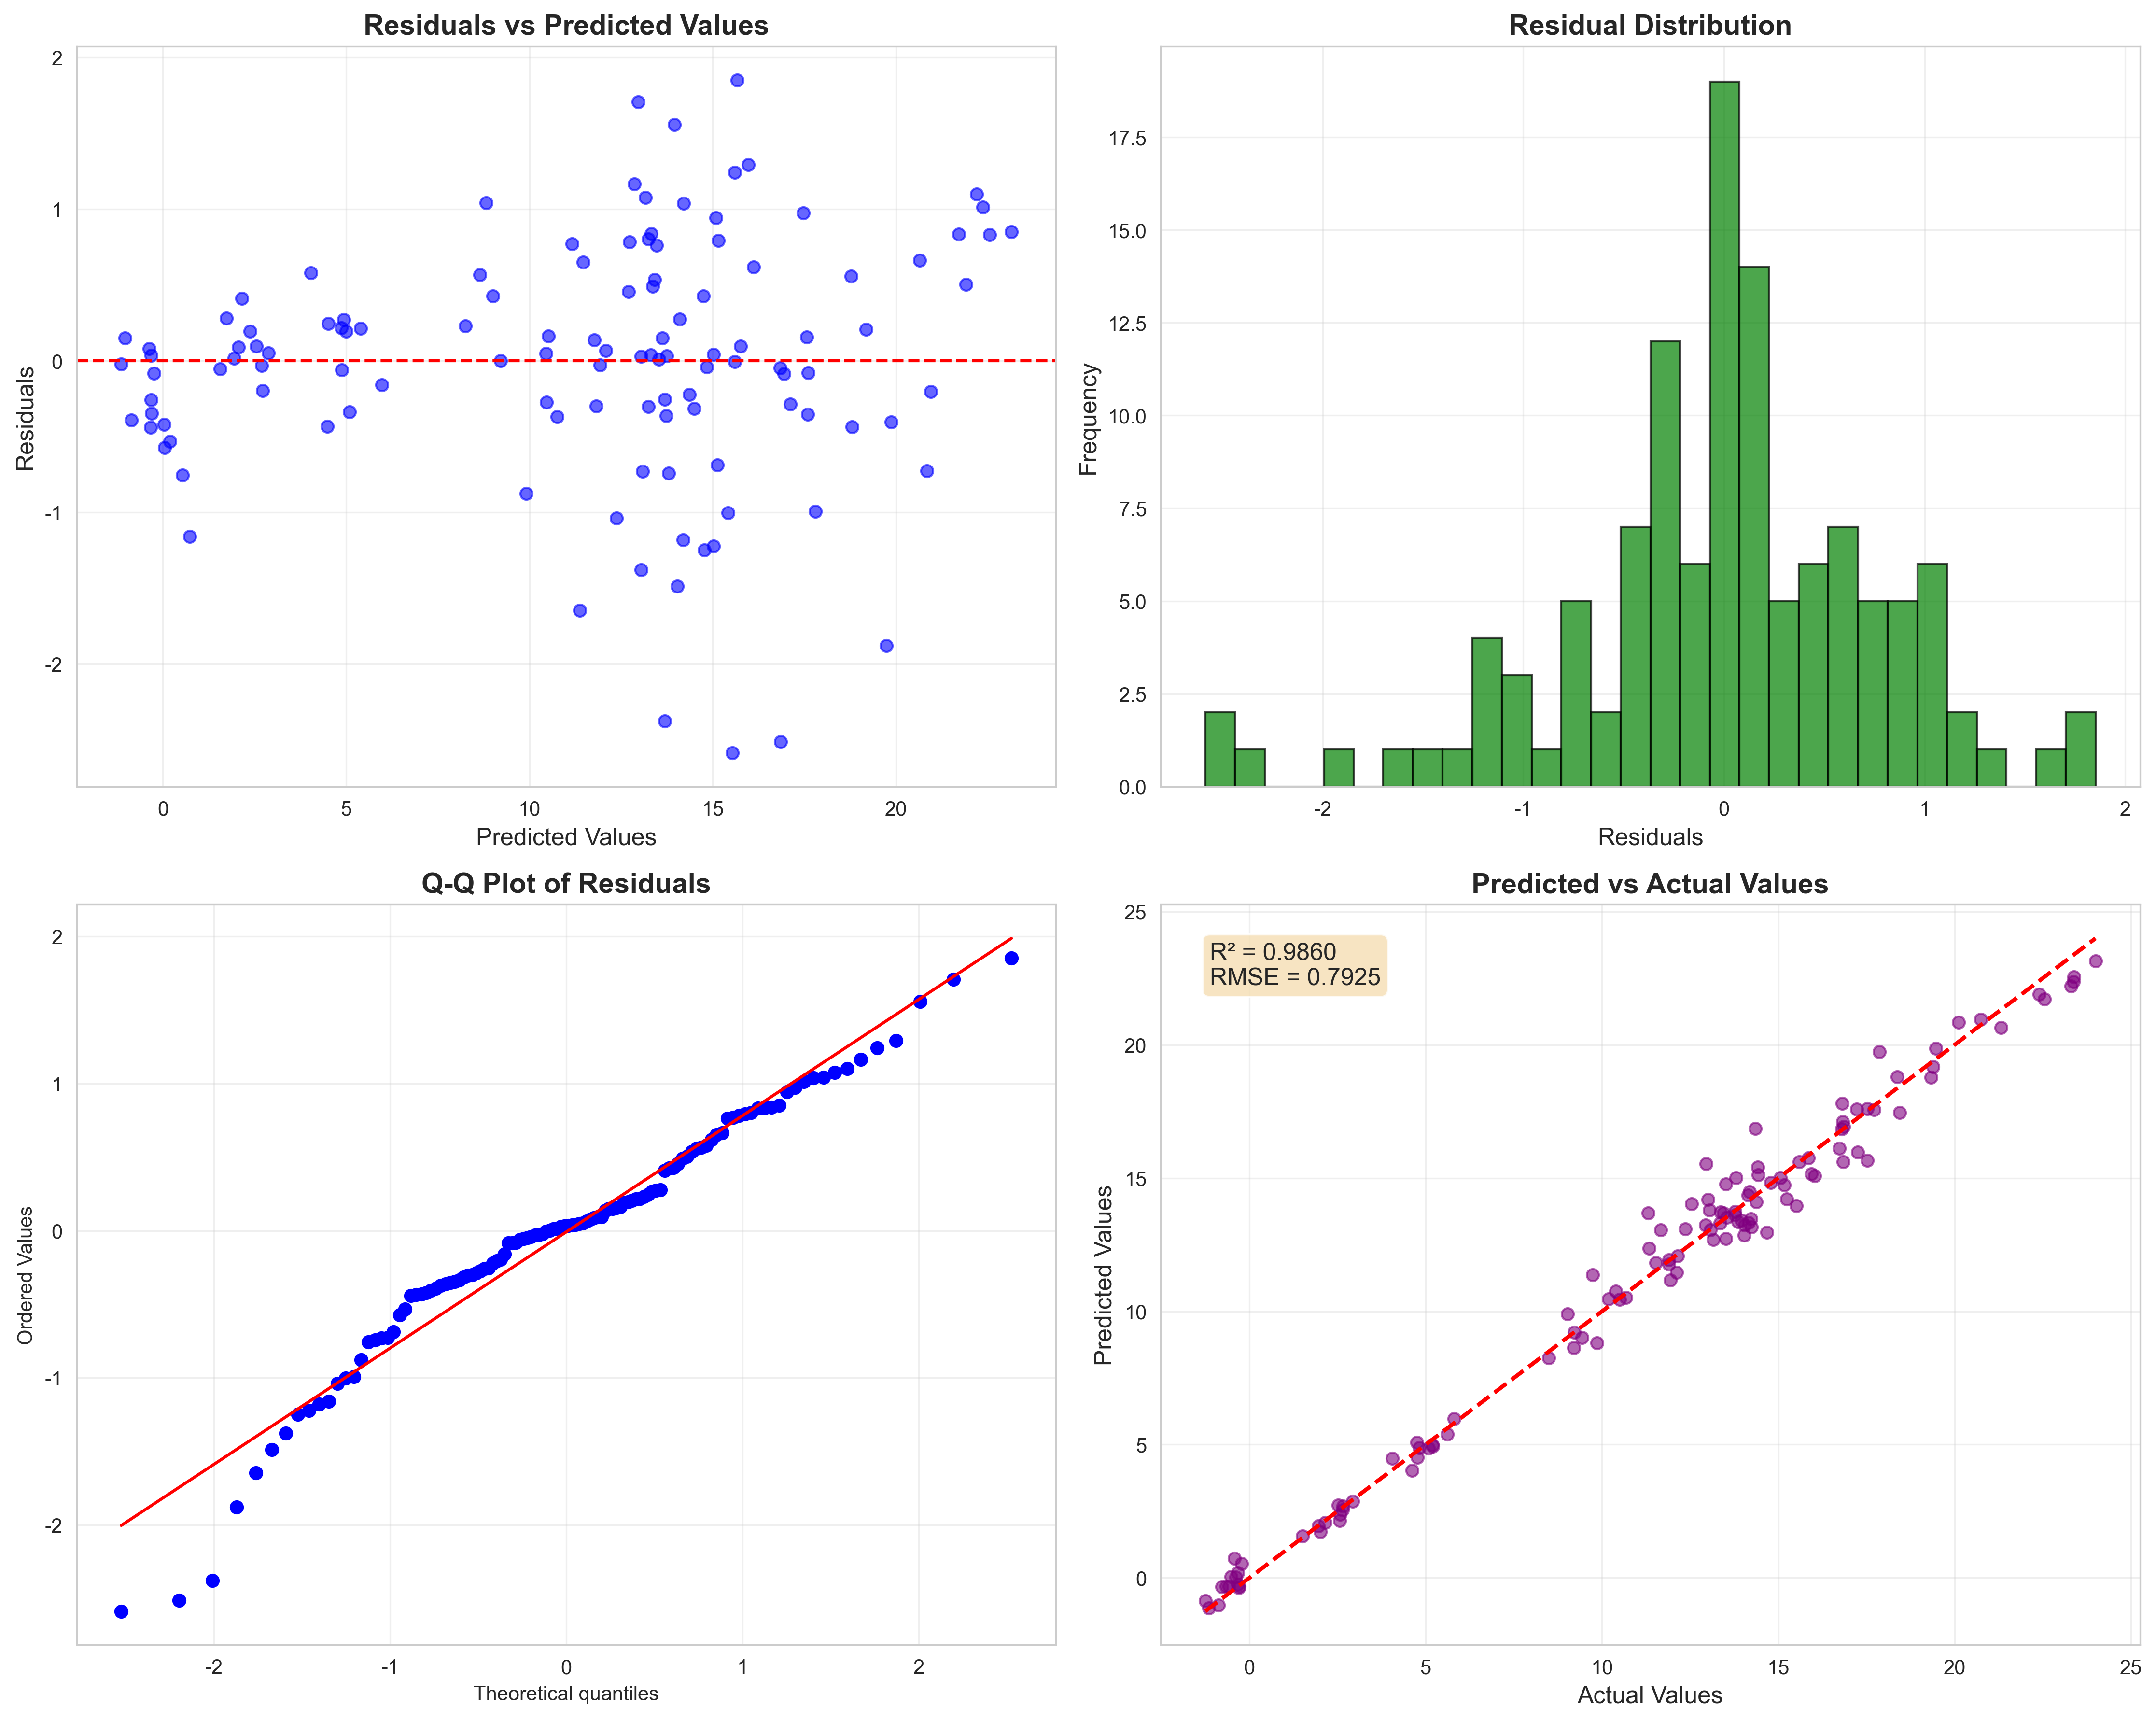 Residuals vs Predicted Values
2
1
0
-1
-2
Residuals
0 5 10 15 20
Predicted Values
Residual Distribution
17.5
15.0
12.5
10.0
7.5
5.0
2.5
0.0
Frequency
-2 -1 0 1 2
Residuals
Q-Q Plot of Residuals
2
1
0
-1
-2
Ordered Values
-2 -1 0 1 2
Theoretical quantiles
Predicted vs Actual Values
R² = 0.9860
RMSE = 0.7925
25
20
15
10
5
0
Predicted Values
0 5 10 15 20 25
Actual Values